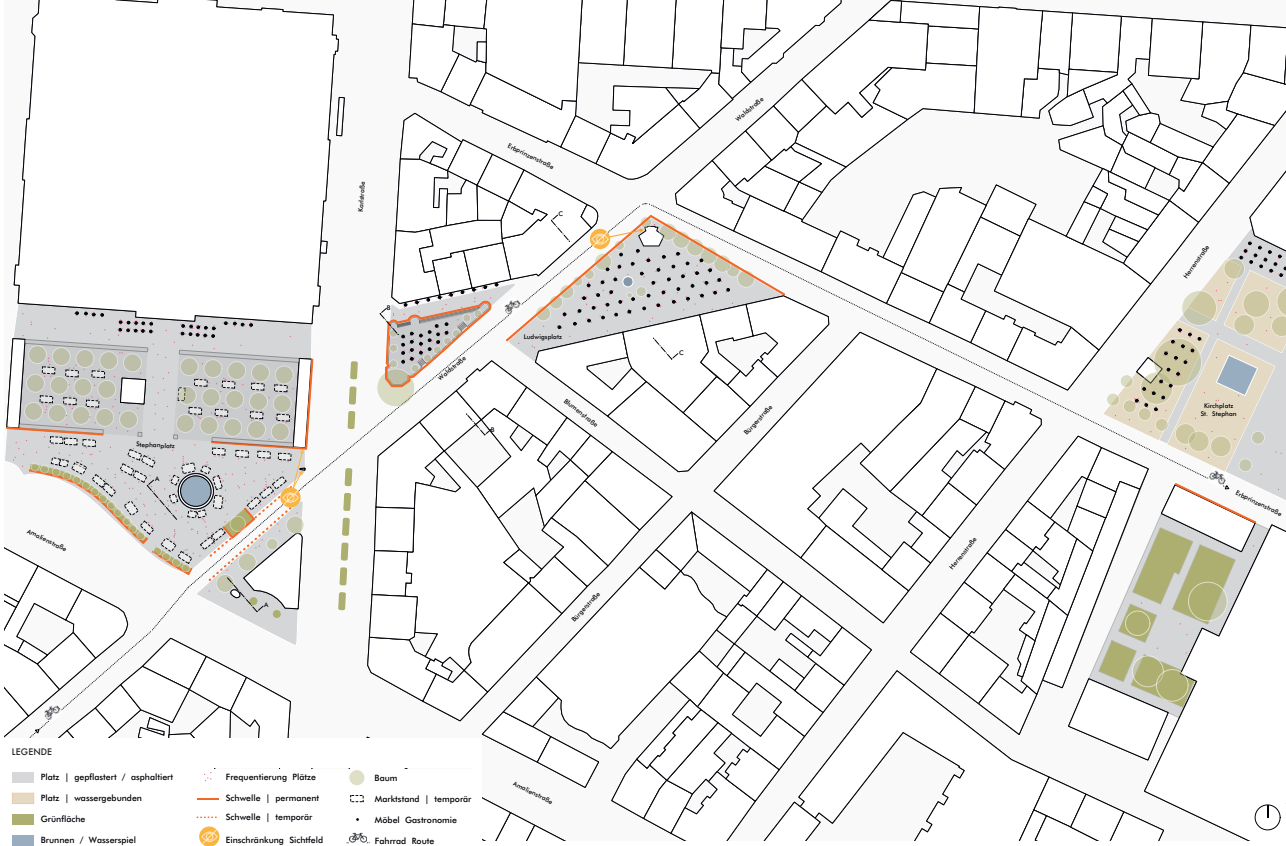 Waldstraße
Erbprinzenstraße
Karlstraße
C
Herrenstraße
B
Ludwigsplatz
C
Waldstraße
Kirchplatz
St. Stephan
Blumenstraße
Bürgerstraße
B
Stephanplatz
A
Erbprinzenstraße
Amalienstraße
Herrenstraße
A
Bürgerstraße
Amalienstraße
LEGENDE
Platz | gepflastert / asphaltiert
Platz | wassergebunden
Grünfläche
Brunnen / Wasserspiel
Frequentierung Plätze
Schwelle | permanent
Schwelle | temporär
Einschränkung Sichtfeld
Baum
Marktstand | temporär
Möbel Gastronomie
Fahrrad Route